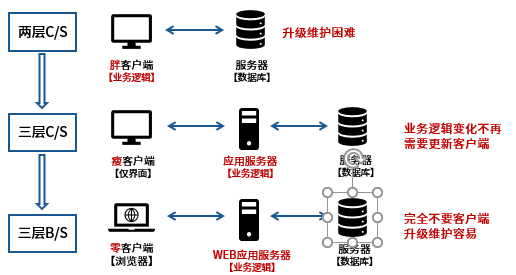 两层C/S
胖客户端
【业务逻辑】
服务器
【数据库】
升级维护困难
三层C/S
瘦客户端
【仅界面】
应用服务器
【业务逻辑】
服务器
【数据库】
业务逻辑变化不再
需要更新客户端
三层B/S
零客户端
【浏览器】
WEB应用服务器
【业务逻辑】
服务器
【数据库】
完全不要客户端
升级维护容易